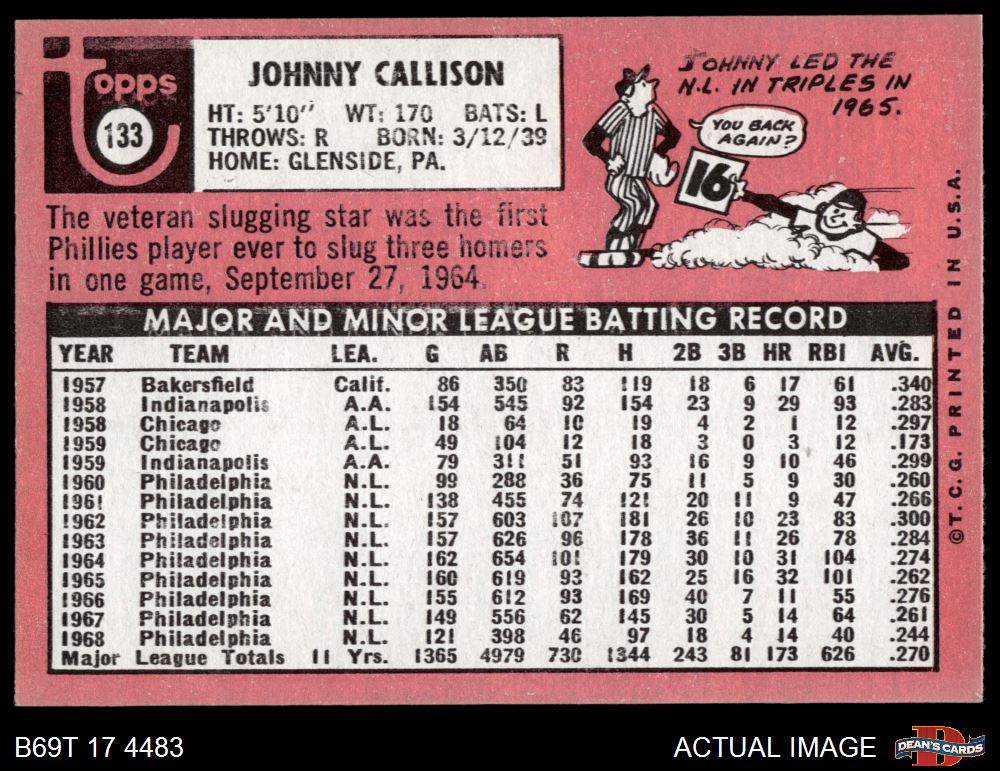 topps
133
JOHNNY CALLISON
HT: 5'10" WT: 170 BATS: L
THROWS: R BORN: 3/12/39
HOME: GLENSIDE, PA.
JOHNNY LED THE
N.L. IN TRIPLES IN
1965.
YOU BACK
AGAIN?
16
The veteran slugging star was the first
Phillies player ever to slug three homers
in one game, September 27, 1964.
MAJOR AND MINOR LEAGUE BATTING RECORD
YEAR TEAM LEA. G AB R H 2B 3B HR RBI AVG.
1957 Bakersfield Calif. 86 350 83 119 18 6 17 61 .340
1958 Indianapolis A.A. 154 545 92 154 23 9 29 93 .283
1958 Chicago A.L. 18 64 10 19 4 2 1 12 .297
1959 Chicago A.L. 49 104 12 18 3 0 3 12 .173
1959 Indianapolis A.A. 79 311 51 93 16 9 10 46 .299
1960 Philadelphia N.L. 99 288 36 75 11 5 9 30 .260
1961 Philadelphia N.L. 138 455 74 121 20 11 9 47 .266
1962 Philadelphia N.L. 157 603 107 181 26 10 23 83 .300
1963 Philadelphia N.L. 157 626 96 178 36 11 26 78 .284
1964 Philadelphia N.L. 162 654 101 179 30 10 31 104 .274
1965 Philadelphia N.L. 160 619 93 162 25 16 32 101 .262
1966 Philadelphia N.L. 155 612 93 169 40 7 11 55 .276
1967 Philadelphia N.L. 149 556 62 145 30 5 14 64 .261
1968 Philadelphia N.L. 121 398 46 97 18 4 14 40 .244
Major League Totals 11 Yrs. 1365 4979 730 1344 243 81 173 626 .270
©T.C.G. PRINTED IN U.S.A.
B69T 17 4483
ACTUAL IMAGE
D
DEAN'S CARDS